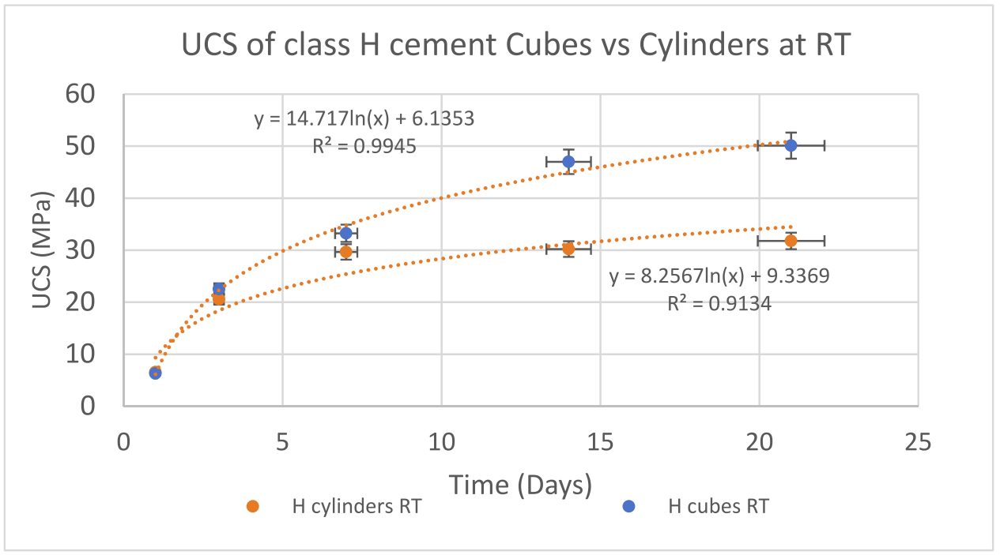 UCS of class H cement Cubes vs Cylinders at RT
60
50
40
30
20
10
0
UCS (MPa)
y = 14.717ln(x) + 6.1353
R² = 0.9945
y = 8.2567ln(x) + 9.3369
R² = 0.9134
0 5 10 15 20 25
Time (Days)
H cylinders RT H cubes RT